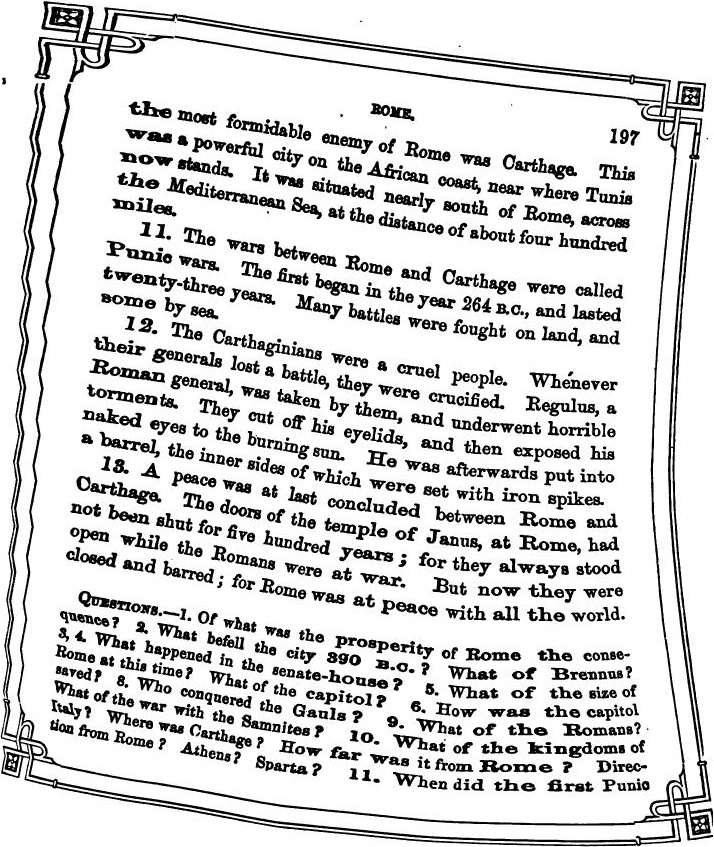 ROME.
197
the most formidable enemy of Rome was Carthage. This
was a powerful city on the African coast, near where Tunis
now stands. It was situated nearly south of Rome, across
the Mediterranean Sea, at the distance of about four hundred
miles.
11. The wars between Rome and Carthage were called
Punic wars. The first began in the year 264 B.C., and lasted
twenty-three years. Many battles were fought on land, and
some by sea.
12. The Carthaginians were a cruel people. Whenever
their generals lost a battle, they were crucified. Regulus, a
Roman general, was taken by them, and underwent horrible
torments. They cut off his eyelids, and then exposed his
naked eyes to the burning sun. He was afterwards put into
a barrel, the inner sides of which were set with iron spikes.
13. A peace was at last concluded between Rome and
Carthage. The doors of the temple of Janus, at Rome, had
not been shut for five hundred years; for they always stood
open while the Romans were at war. But now they were
closed and barred; for Rome was at peace with all the world.
QUESTIONS.—1. Of what was the prosperity of Rome the conse-
quence? 2. What befell the city 390 B.C.? What of Brennus?
3, 4. What happened in the senate-house? 5. What of the size of
Rome at this time? What of the capitol? 6. How was the capitol
saved? 8. Who conquered the Gauls? 9. What of the Romans?
What of the war with the Samnites? 10. What of the kingdoms of
Italy? Where was Carthage? How far was it from Rome? Direc-
tion from Rome? Athens? Sparta? 11. When did the first Punic